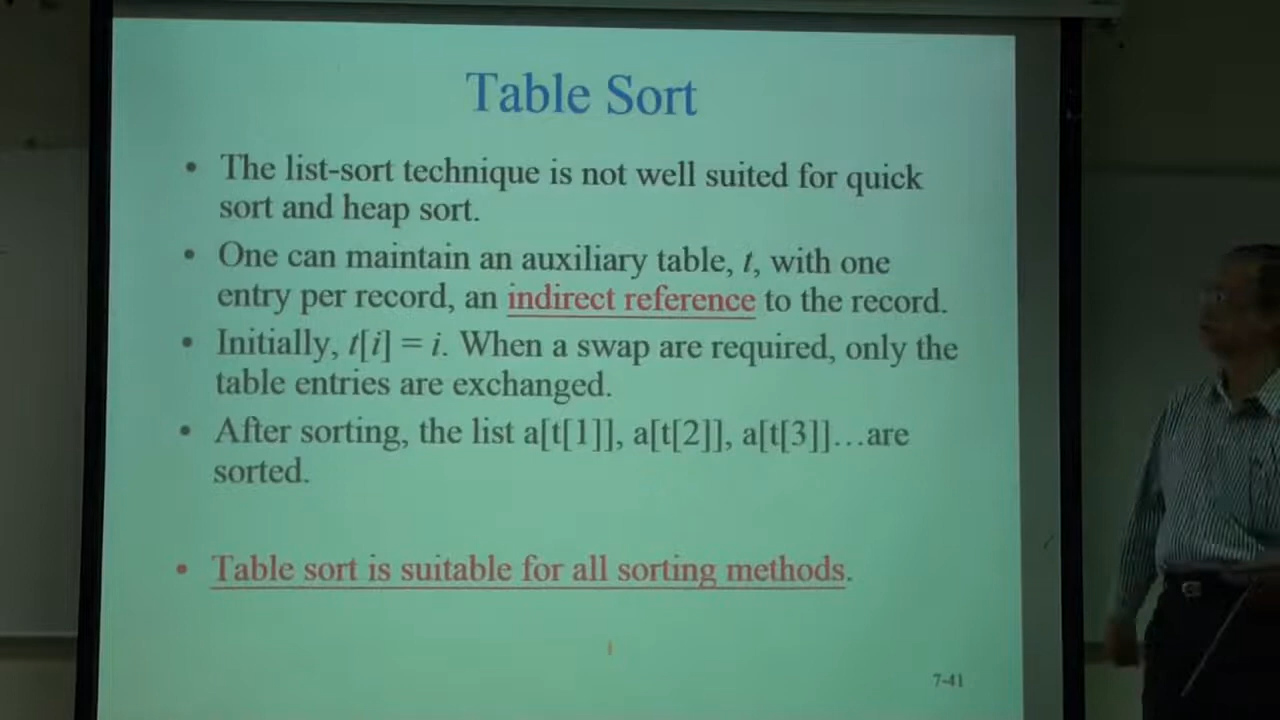 Table Sort
• The list-sort technique is not well suited for quick
sort and heap sort.
• One can maintain an auxiliary table, t, with one
entry per record, an indirect reference to the record.
• Initially, t[i] = i. When a swap are required, only the
table entries are exchanged.
• After sorting, the list a[t[1]], a[t[2]], a[t[3]]…are
sorted.
• Table sort is suitable for all sorting methods.
7-41